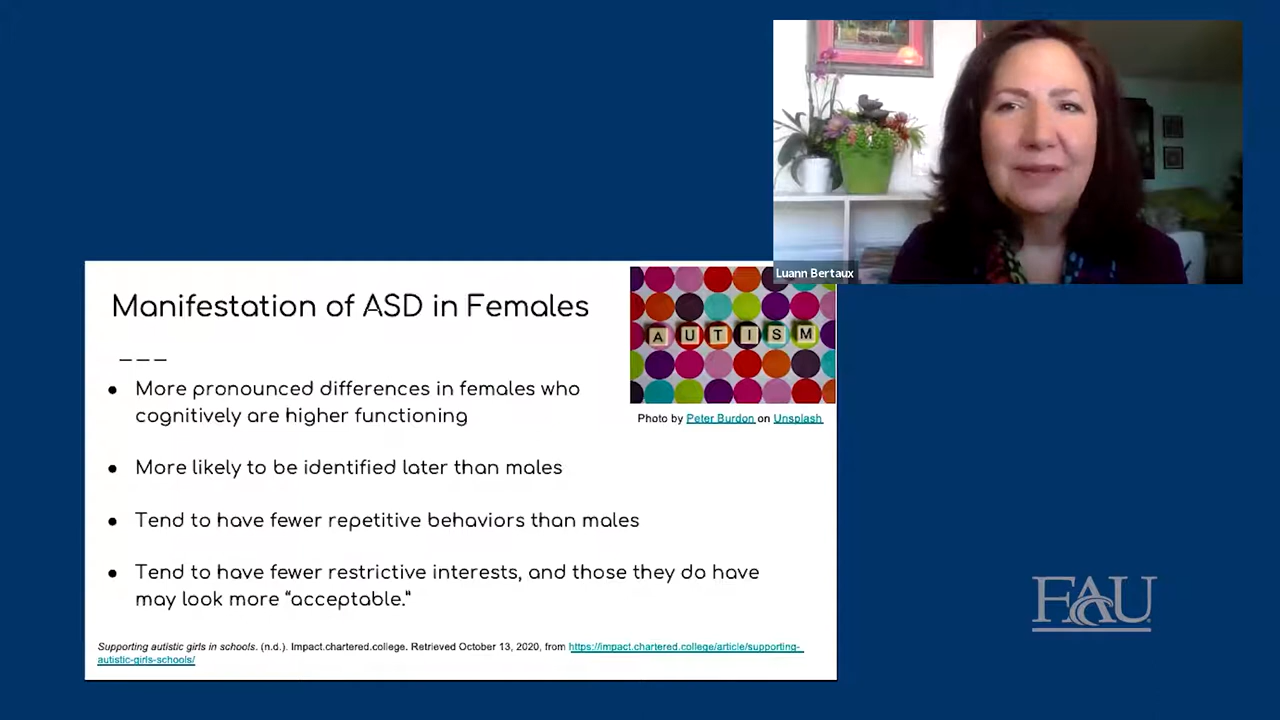 Luann Bertaux
Manifestation of ASD in Females
AUTISM
Photo by Peter Burdon on Unsplash
● More pronounced differences in females who
cognitively are higher functioning
● More likely to be identified later than males
● Tend to have fewer repetitive behaviors than males
● Tend to have fewer restrictive interests, and those they do have
may look more “acceptable.”
Supporting autistic girls in schools. (n.d.). Impact.chartered.college. Retrieved October 13, 2020, from https://impact.chartered.college/article/supporting-
autistic-girls-schools/
FAU